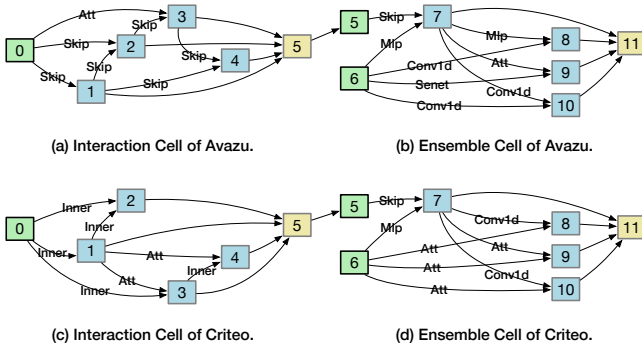 Att
3
5
Skip
7
0
Skip
2
Skip
Mlp
Mlp
8
11
Skip
Skip
4
5
Conv1d
Att
Skip
Skip
1
6
Senet
9
Conv1d
Conv1d
10
(a) Interaction Cell of Avazu.
(b) Ensemble Cell of Avazu.
Inner
2
5
Skip
7
0
Inner
5
Mlp
Conv1d
8
11
Inner
1
Att
4
6
Att
Att
9
Inner
Att
Inner
3
Att
Conv1d
Att
10
(c) Interaction Cell of Criteo.
(d) Ensemble Cell of Criteo.